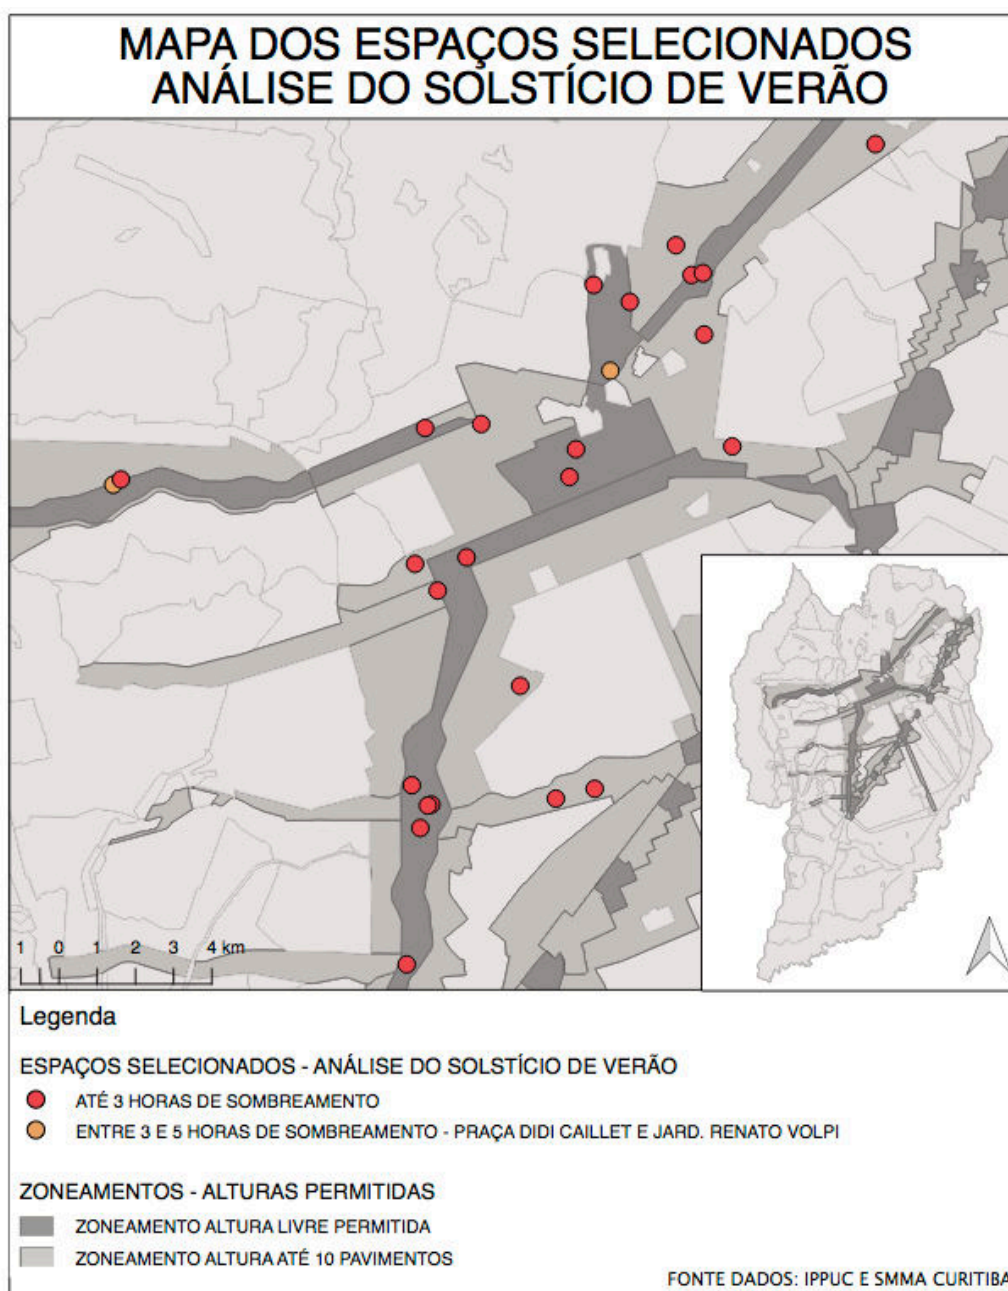 MAPA DOS ESPAÇOS SELECIONADOS
ANÁLISE DO SOLSTÍCIO DE VERÃO
1 0 1 2 3 4 km
Legenda
ESPAÇOS SELECIONADOS - ANÁLISE DO SOLSTÍCIO DE VERÃO
ATÉ 3 HORAS DE SOMBREAMENTO
ENTRE 3 E 5 HORAS DE SOMBREAMENTO - PRAÇA DIDI CAILLET E JARD. RENATO VOLPI
ZONEAMENTOS - ALTURAS PERMITIDAS
ZONEAMENTO ALTURA LIVRE PERMITIDA
ZONEAMENTO ALTURA ATÉ 10 PAVIMENTOS
FONTE DADOS: IPPUC E SMMA CURITIBA